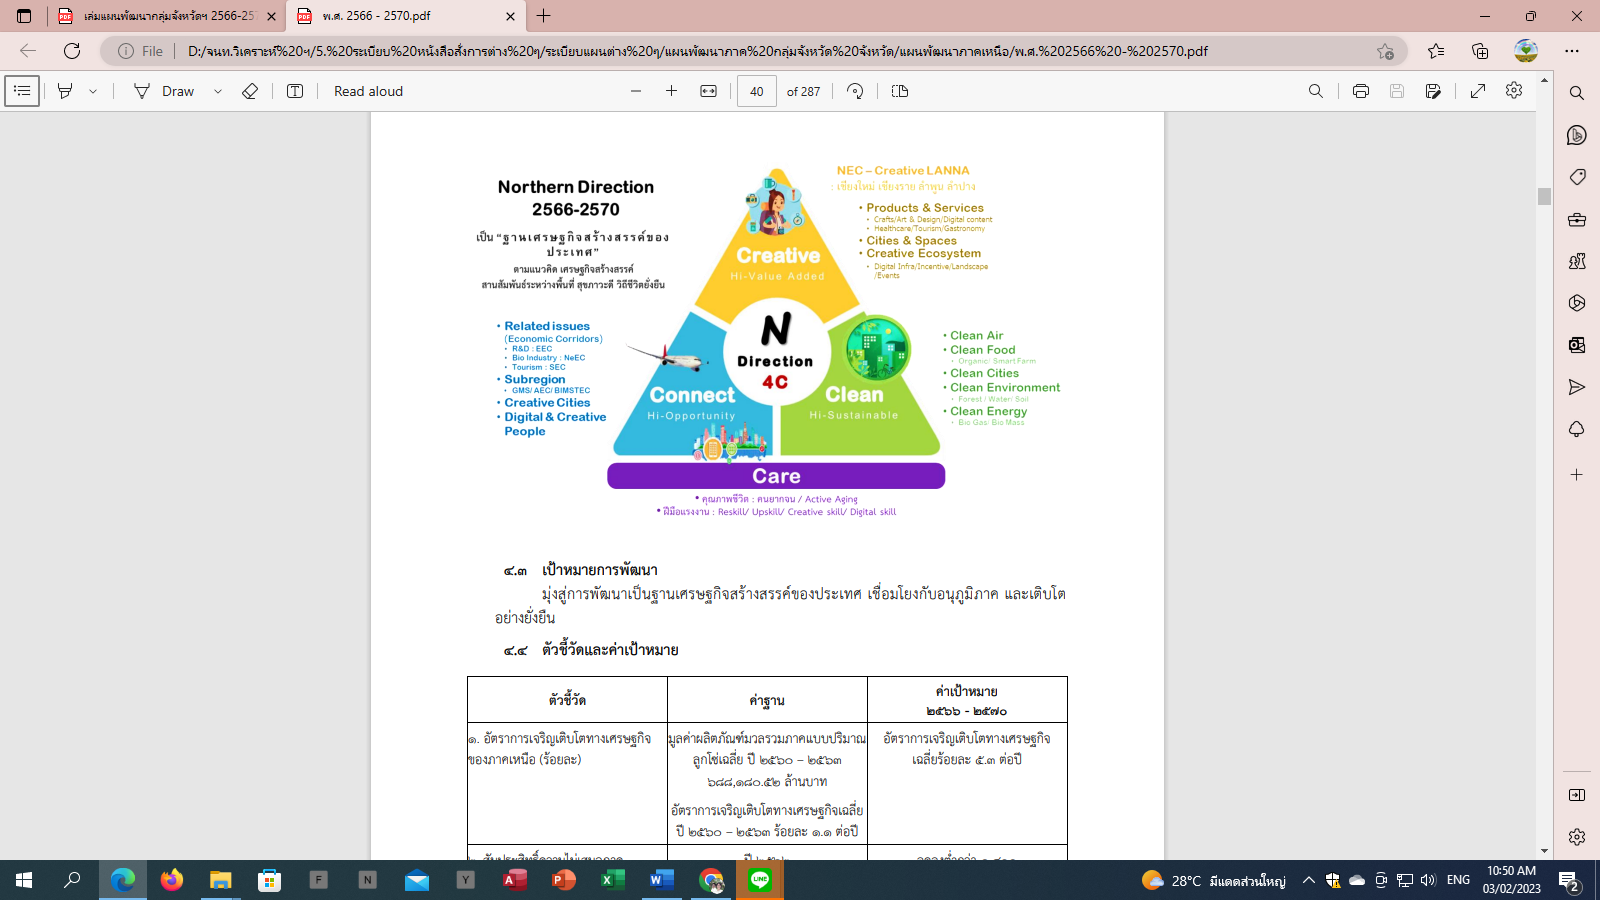 เล่มแผนพัฒนากลุ่มจังหวัดฯ 2566-257
พ.ศ. 2566 - 2570.pdf
File
D:/จนท.วิเคราะห์%20ฯ/5.%20ระเบียบ%20หนังสือสั่งการต่าง%20ๆ/ระเบียบแผนต่าง%20ๆ/แผนพัฒนาภาค%20กลุ่มจังหวัด%20จังหวัด/แผนพัฒนาภาคเหนือ/พ.ศ.%202566%20-%202570.pdf
Draw
Read aloud
40
of 287
Northern Direction
2566-2570
เป็น “ฐานเศรษฐกิจสร้างสรรค์ของ
ประเทศ”
ตามแนวคิด เศรษฐกิจสร้างสรรค์
สานสัมพันธ์ระหว่างพื้นที่ สุขภาวะดี วิถีชีวิตยั่งยืน
NEC – Creative LANNA
: เชียงใหม่ เชียงราย ลำพูน ลำปาง
• Products & Services
• Crafts/Art & Design/Digital content
• Healthcare/Tourism/Gastronomy
• Cities & Spaces
• Creative Ecosystem
• Digital Infra/Incentive/Landscape
/Events
Creative
Hi-Value Added
N
Direction
4C
• Related issues
(Economic Corridors)
• R&D : EEC
• Bio Industry : NeEC
• Tourism : SEC
• Subregion
• GMS/ AEC/ BIMSTEC
• Creative Cities
• Digital & Creative
People
Connect
Hi-Opportunity
Clean
Hi-Sustainable
• Clean Air
• Clean Food
• Organic/ Smart Farm
• Clean Cities
• Clean Environment
• Forest / Water/ Soil
• Clean Energy
• Bio Gas/ Bio Mass
Care
• คุณภาพชีวิต : คนยากจน / Active Aging
• ฝีมือแรงงาน : Reskill/ Upskill/ Creative skill/ Digital skill
๔.๓ เป้าหมายการพัฒนา
มุ่งสู่การพัฒนาเป็นฐานเศรษฐกิจสร้างสรรค์ของประเทศ เชื่อมโยงกับอนุภูมิภาค และเติบโต
อย่างยั่งยืน
๔.๔ ตัวชี้วัดและค่าเป้าหมาย
ตัวชี้วัด
ค่าฐาน
ค่าเป้าหมาย
๒๕๖๖ - ๒๕๗๐
๑. อัตราการเจริญเติบโตทางเศรษฐกิจ
ของภาคเหนือ (ร้อยละ)
มูลค่าผลิตภัณฑ์มวลรวมภาคแบบปริมาณ
ลูกโซ่เฉลี่ย ปี ๒๕๖๐ – ๒๕๖๓
๖๘๘,๑๘๐.๕๒ ล้านบาท
อัตราการเจริญเติบโตทางเศรษฐกิจเฉลี่ย
ปี ๒๕๖๐ – ๒๕๖๓ ร้อยละ ๑.๑ ต่อปี
อัตราการเจริญเติบโตทางเศรษฐกิจ
เฉลี่ยร้อยละ ๕.๓ ต่อปี
28°C มีแดดส่วนใหญ่
ENG
10:50 AM
03/02/2023
2